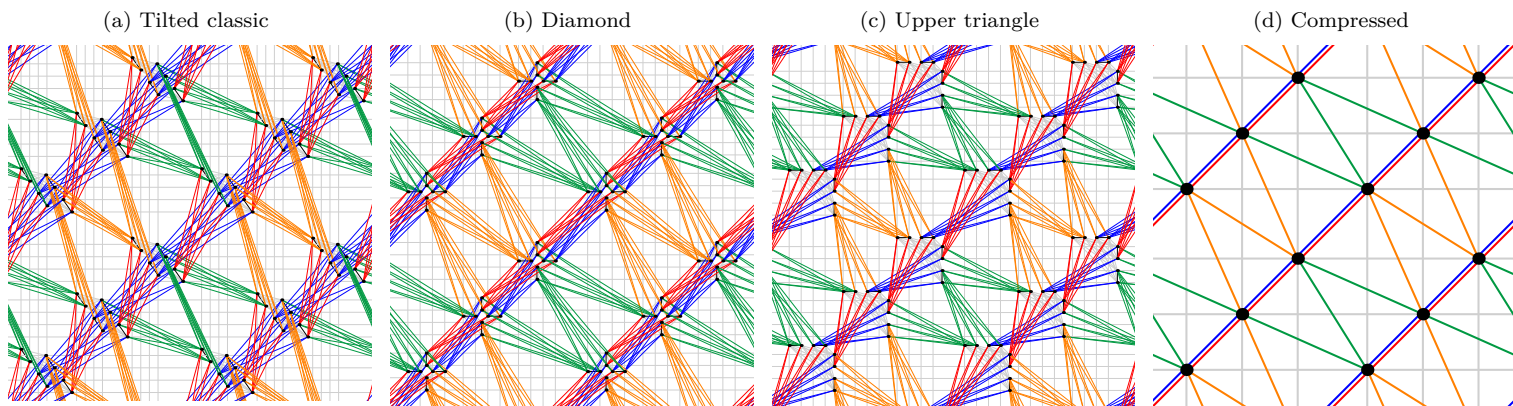 (a) Tilted classic
(b) Diamond
(c) Upper triangle
(d) Compressed